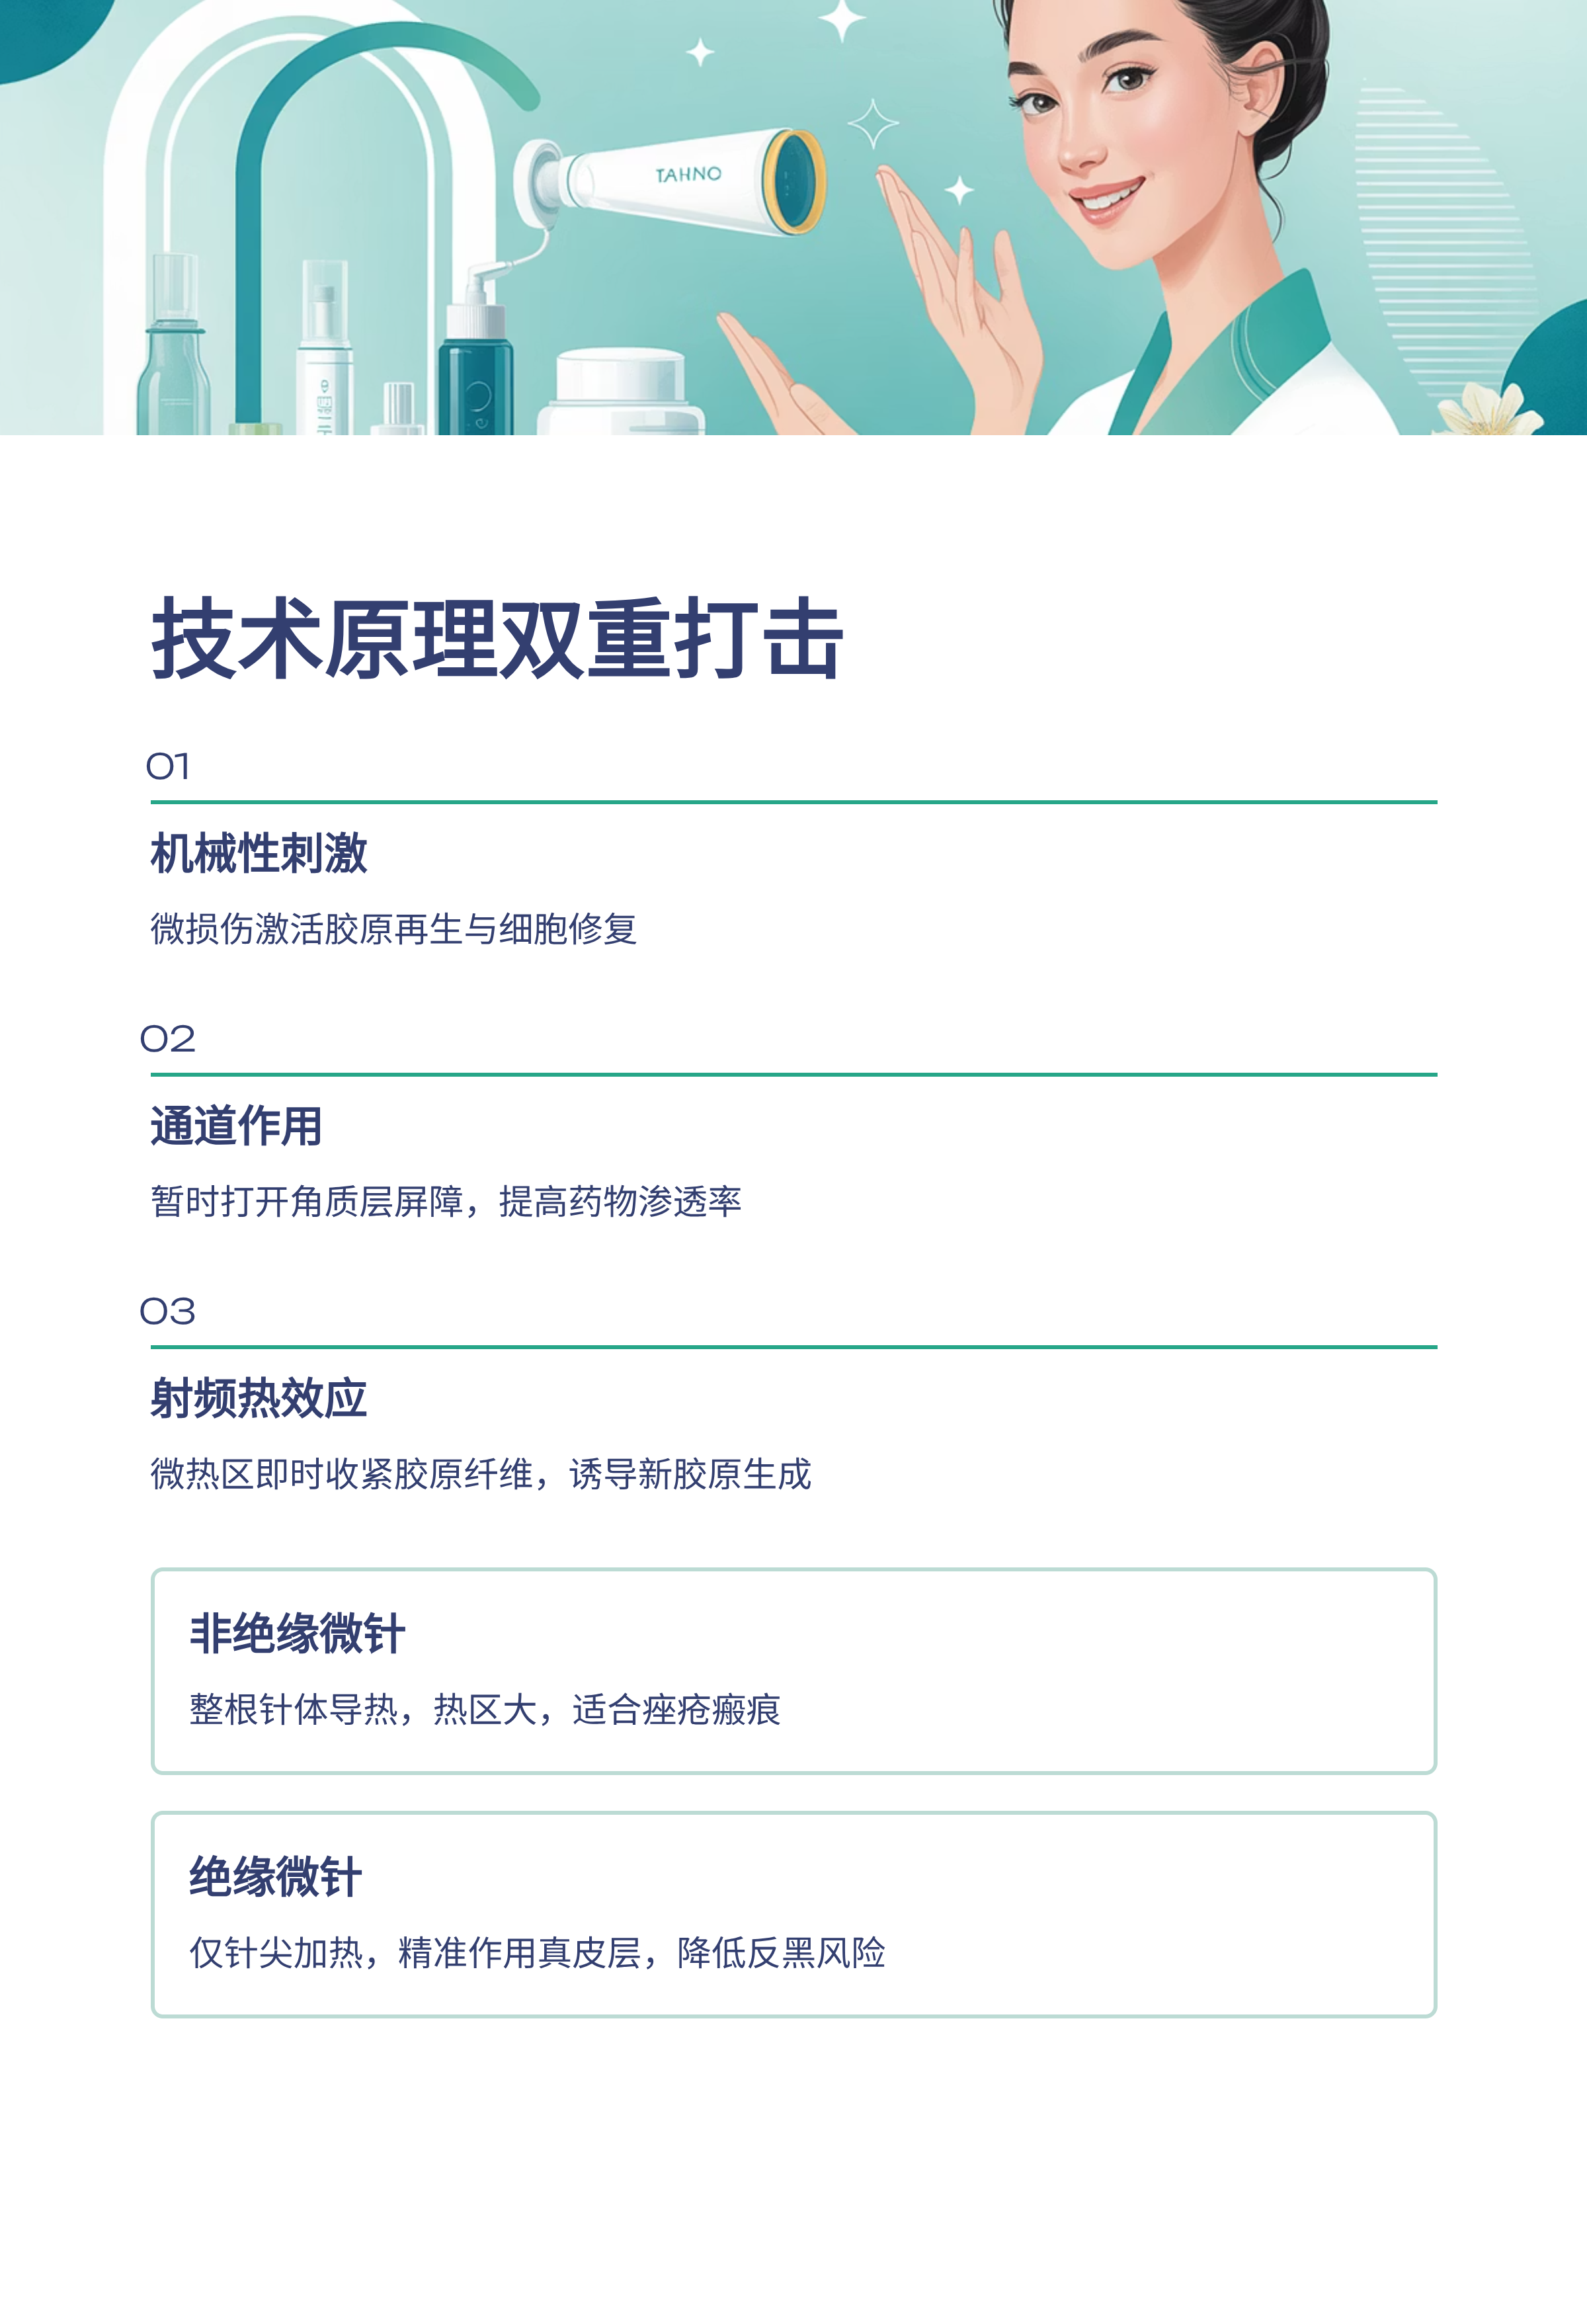 TAHNO
技术原理双重打击
01
机械性刺激
微损伤激活胶原再生与细胞修复
02
通道作用
暂时打开角质层屏障，提高药物渗透率
03
射频热效应
微热区即时收紧胶原纤维，诱导新胶原生成
非绝缘微针
整根针体导热，热区大，适合痤疮瘢痕
绝缘微针
仅针尖加热，精准作用真皮层，降低反黑风险